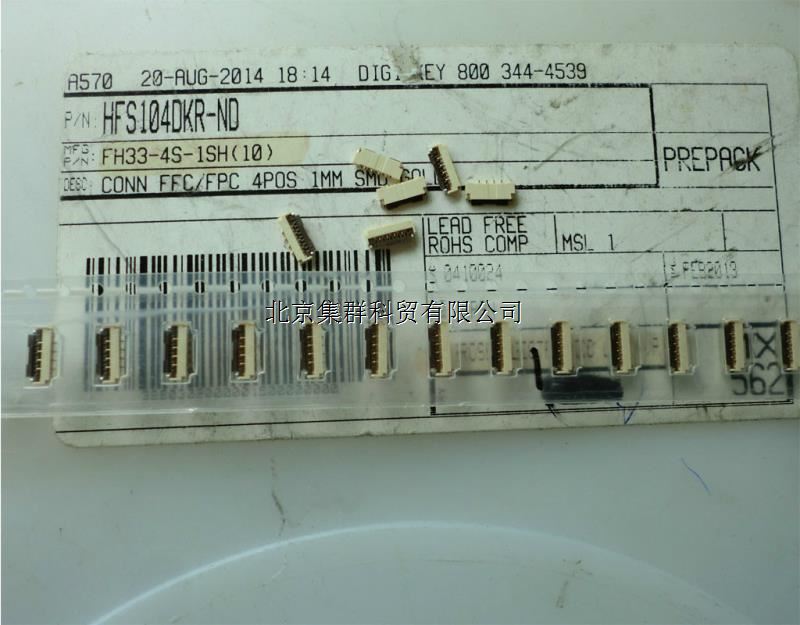 A570 20-AUG-2014 18:14 DIGI-KEY 800 344-4539
P/N: HFS104DKR-ND
MFG P/N: FH33-4S-1SH(10)
DESC: CONN FFC/FPC 4POS 1MM SMD GOLD
PREPACK
LEAD FREE
ROHS COMP
MSL 1
0410024
FEB2013
北京集群科贸有限公司
562